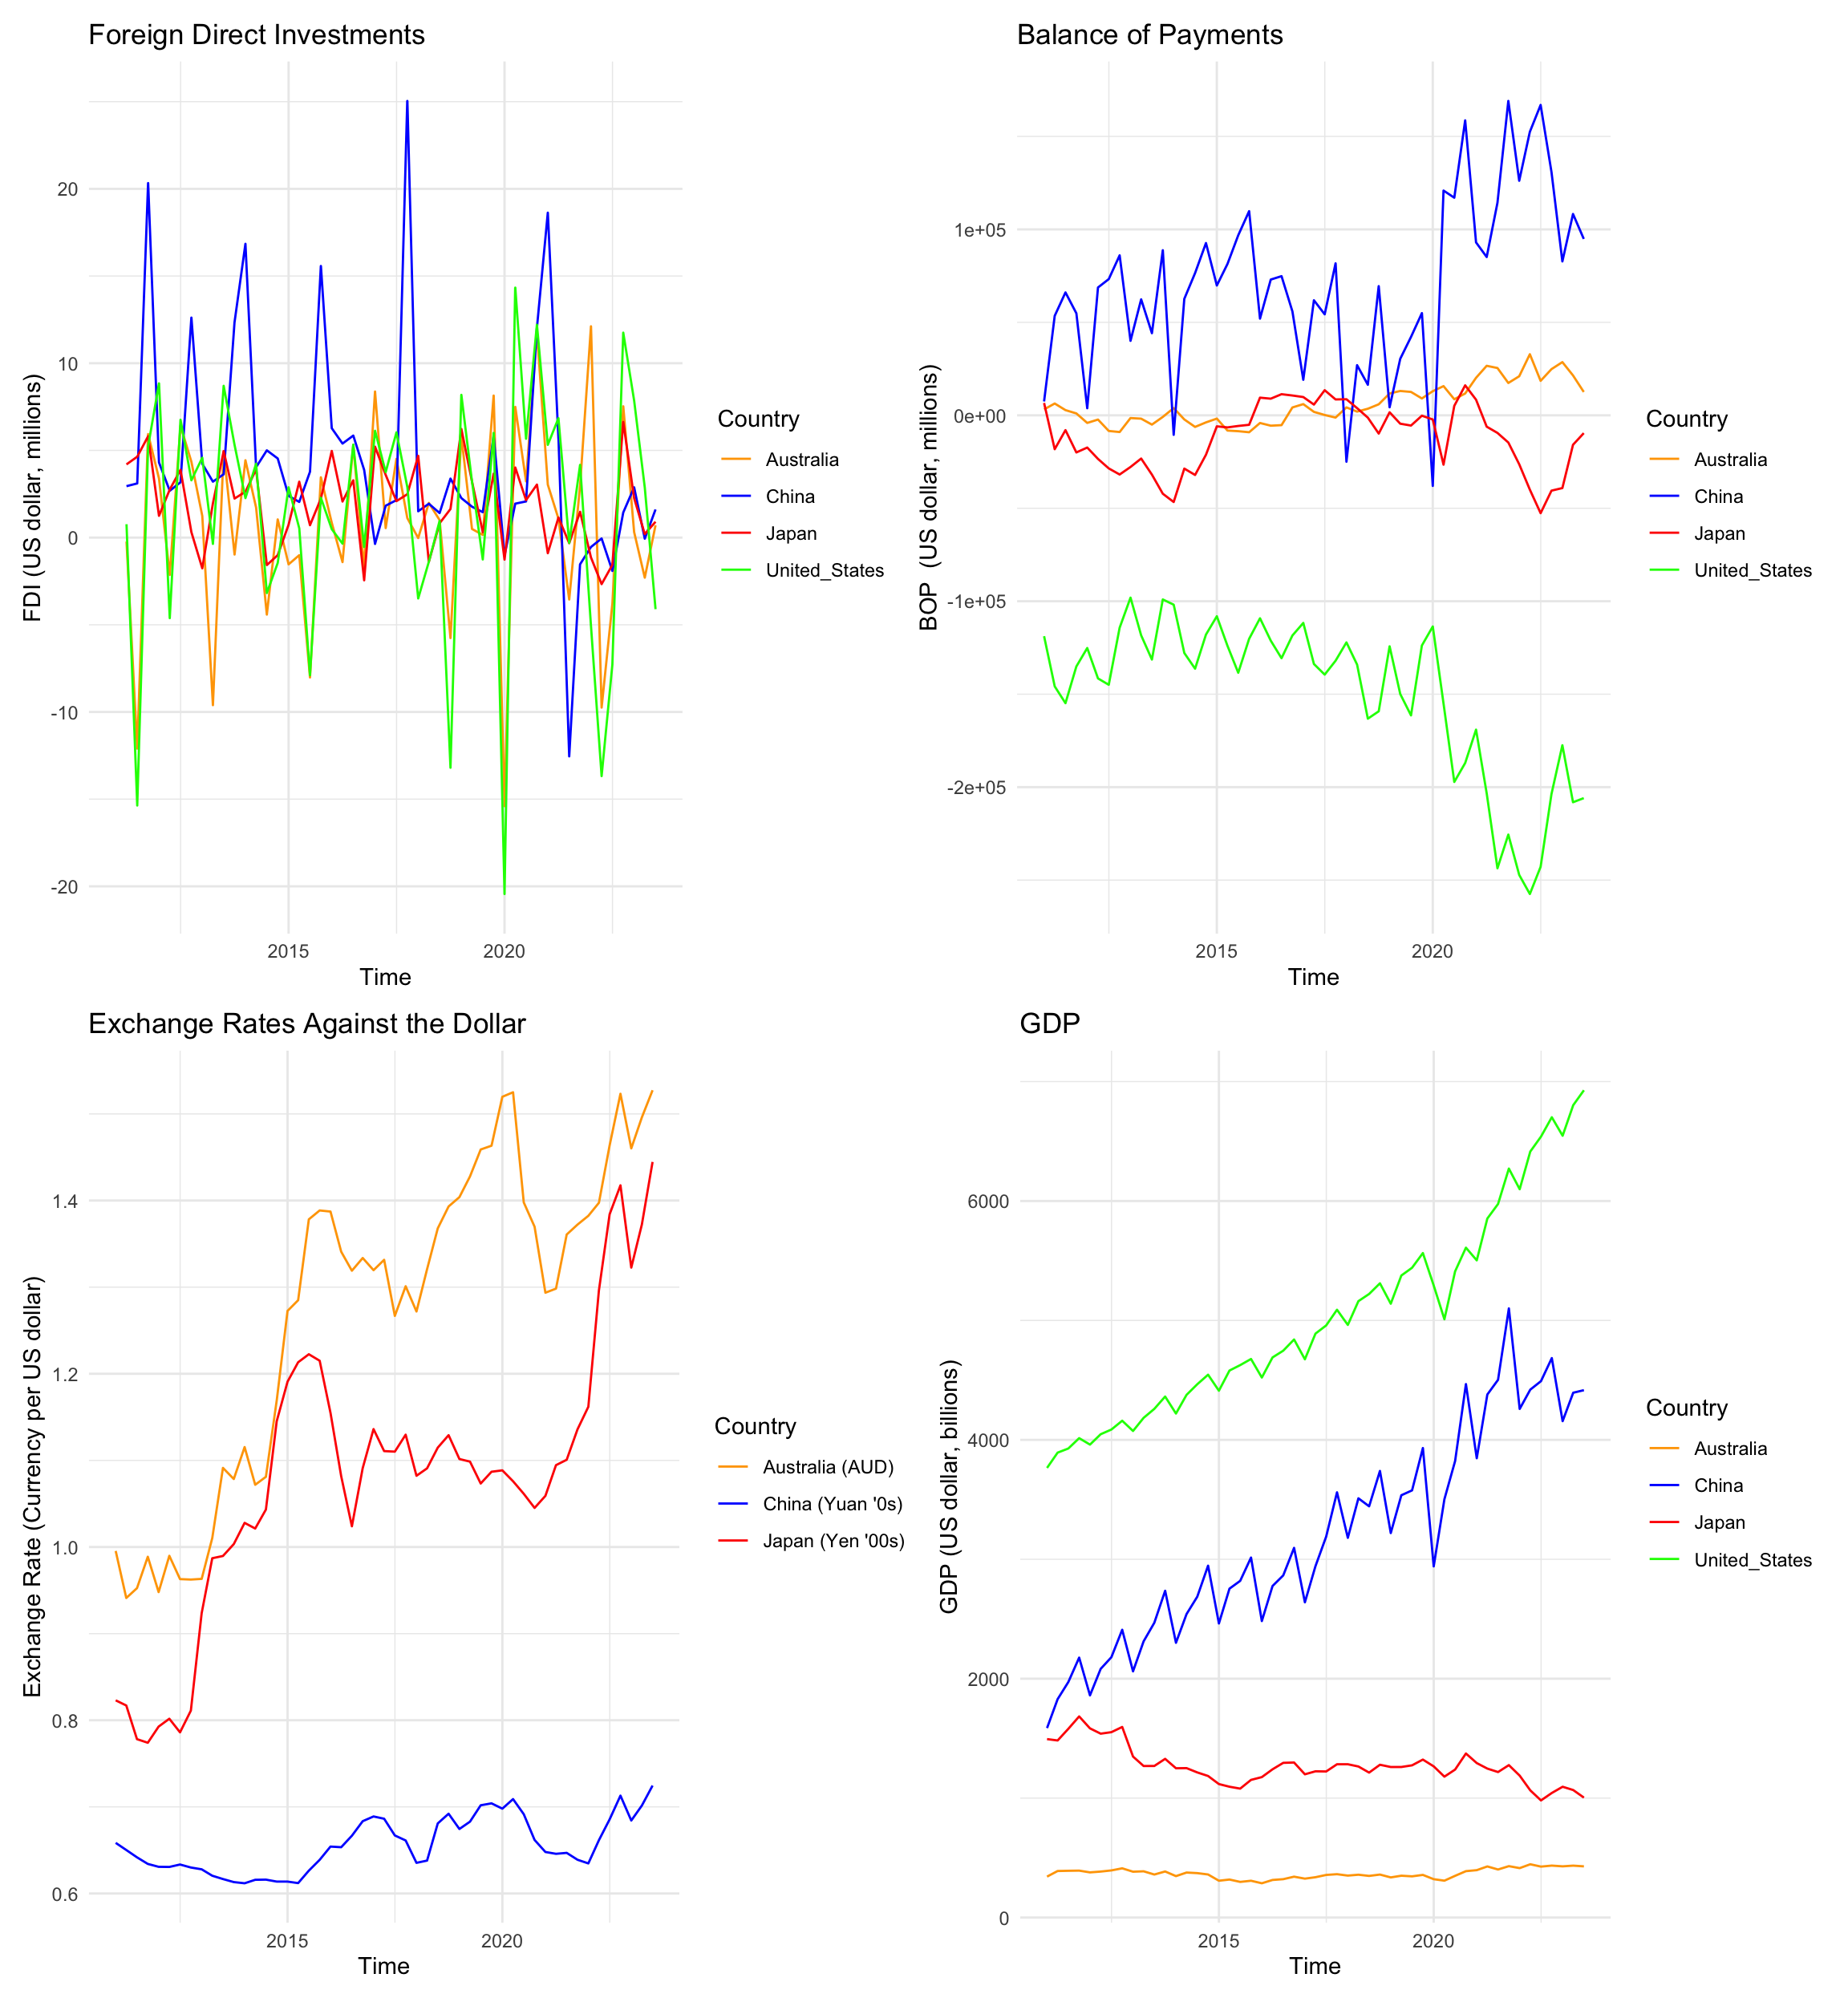 Foreign Direct Investments
FDI (US dollar, millions)
20
10
0
-10
-20
2015
2020
Time
Country
Australia
China
Japan
United_States
Balance of Payments
BOP  (US dollar, millions)
1e+05
0e+00
-1e+05
-2e+05
2015
2020
Time
Country
Australia
China
Japan
United_States
Exchange Rates Against the Dollar
Exchange Rate (Currency per US dollar)
1.4
1.2
1.0
0.8
0.6
2015
2020
Time
Country
Australia (AUD)
China (Yuan '0s)
Japan (Yen '00s)
GDP
GDP (US dollar, billions)
6000
4000
2000
0
2015
2020
Time
Country
Australia
China
Japan
United_States